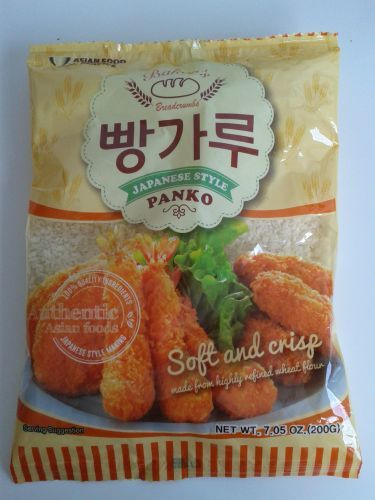 ASIAN FOOD
Bakery
Breadcrumbs
빵가루
JAPANESE STYLE
PANKO
100% QUALITY INGREDIENTS
Authentic
Asian foods
JAPANESE STYLE MAKING
Soft and crisp
made from highly refined wheat flour
Serving Suggestion
NET WT. 7.05 OZ.(200G)